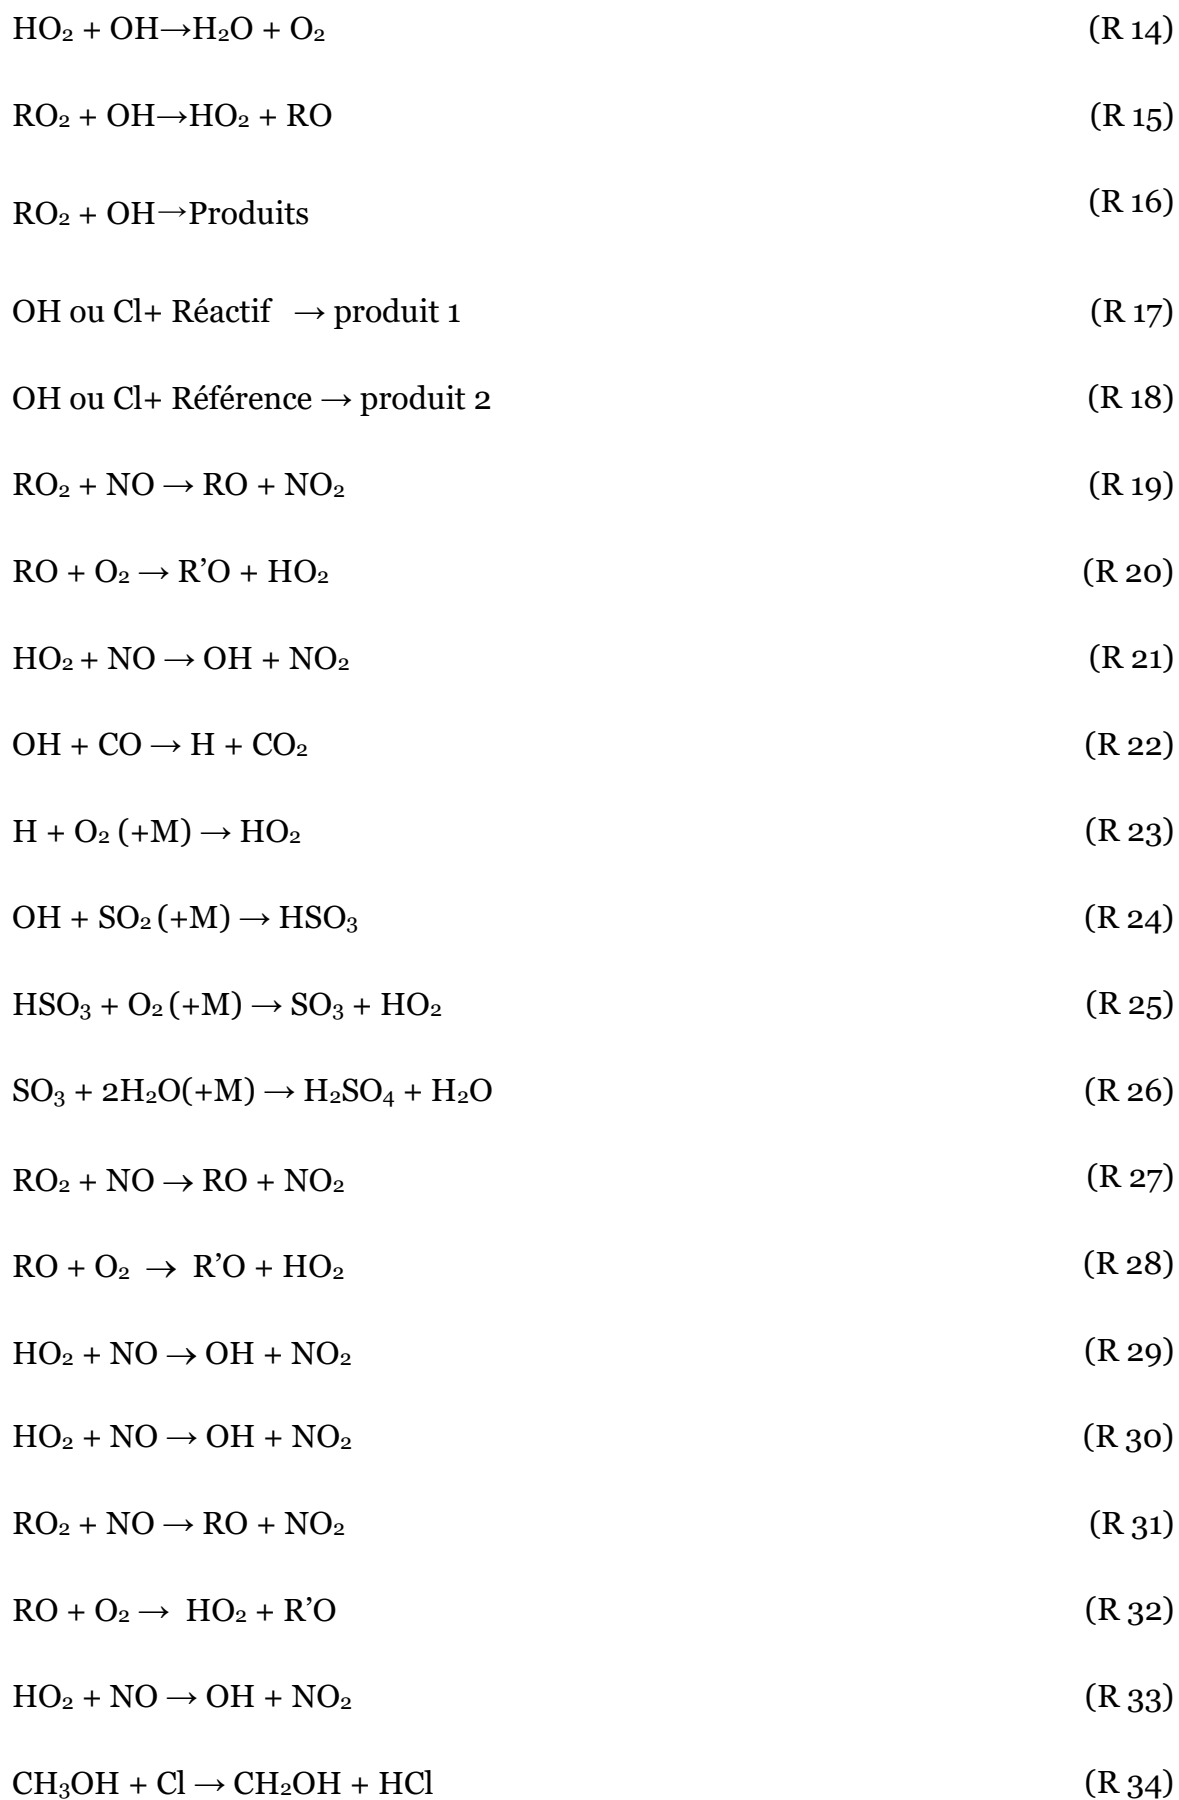 HO₂ + OH→H₂O + O₂ (R 14)
RO₂ + OH→HO₂ + RO (R 15)
RO₂ + OH→Produits (R 16)
OH ou Cl+ Réactif → produit 1 (R 17)
OH ou Cl+ Référence → produit 2 (R 18)
RO₂ + NO → RO + NO₂ (R 19)
RO + O₂ → R’O + HO₂ (R 20)
HO₂ + NO → OH + NO₂ (R 21)
OH + CO → H + CO₂ (R 22)
H + O₂ (+M) → HO₂ (R 23)
OH + SO₂ (+M) → HSO₃ (R 24)
HSO₃ + O₂ (+M) → SO₃ + HO₂ (R 25)
SO₃ + 2H₂O(+M) → H₂SO₄ + H₂O (R 26)
RO₂ + NO → RO + NO₂ (R 27)
RO + O₂ → R’O + HO₂ (R 28)
HO₂ + NO → OH + NO₂ (R 29)
HO₂ + NO → OH + NO₂ (R 30)
RO₂ + NO → RO + NO₂ (R 31)
RO + O₂ → HO₂ + R’O (R 32)
HO₂ + NO → OH + NO₂ (R 33)
CH₃OH + Cl → CH₂OH + HCl (R 34)